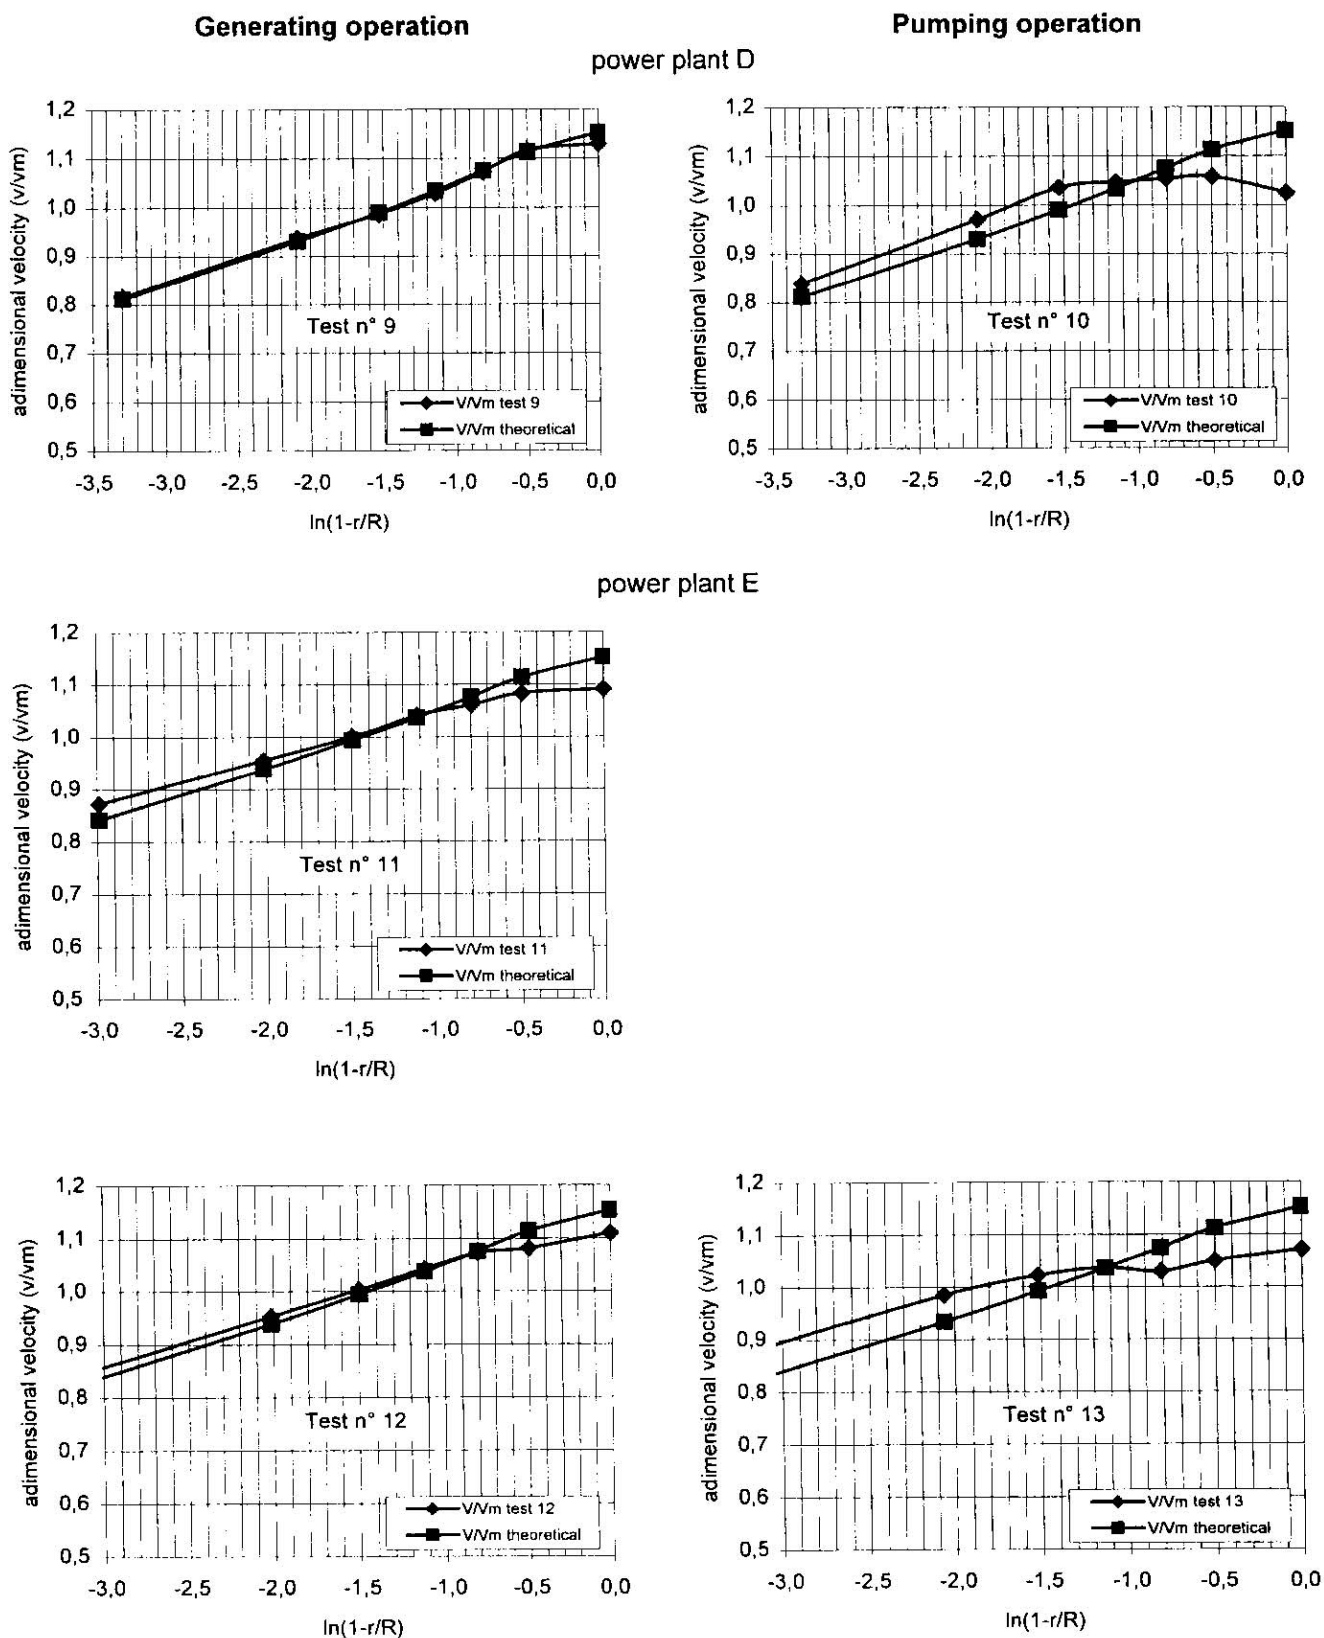 Generating operation
Pumping operation
power plant D
adimensional velocity (v/vm)
1,2
1,1
1,0
0,9
0,8
0,7
0,6
0,5
Test n° 9
V/Vm test 9
V/Vm theoretical
-3,5 -3,0 -2,5 -2,0 -1,5 -1,0 -0,5 0,0
ln(1-r/R)
adimensional velocity (v/vm)
1,2
1,1
1,0
0,9
0,8
0,7
0,6
0,5
Test n° 10
V/Vm test 10
V/Vm theoretical
-3,5 -3,0 -2,5 -2,0 -1,5 -1,0 -0,5 0,0
ln(1-r/R)
power plant E
adimensional velocity (v/vm)
1,2
1,1
1,0
0,9
0,8
0,7
0,6
0,5
Test n° 11
V/Vm test 11
V/Vm theoretical
-3,0 -2,5 -2,0 -1,5 -1,0 -0,5 0,0
ln(1-r/R)
adimensional velocity (v/vm)
1,2
1,1
1,0
0,9
0,8
0,7
0,6
0,5
Test n° 12
V/Vm test 12
V/Vm theoretical
-3,0 -2,5 -2,0 -1,5 -1,0 -0,5 0,0
ln(1-r/R)
adimensional velocity (v/vm)
1,2
1,1
1,0
0,9
0,8
0,7
0,6
0,5
Test n° 13
V/Vm test 13
V/Vm theoretical
-3,0 -2,5 -2,0 -1,5 -1,0 -0,5 0,0
ln(1-r/R)